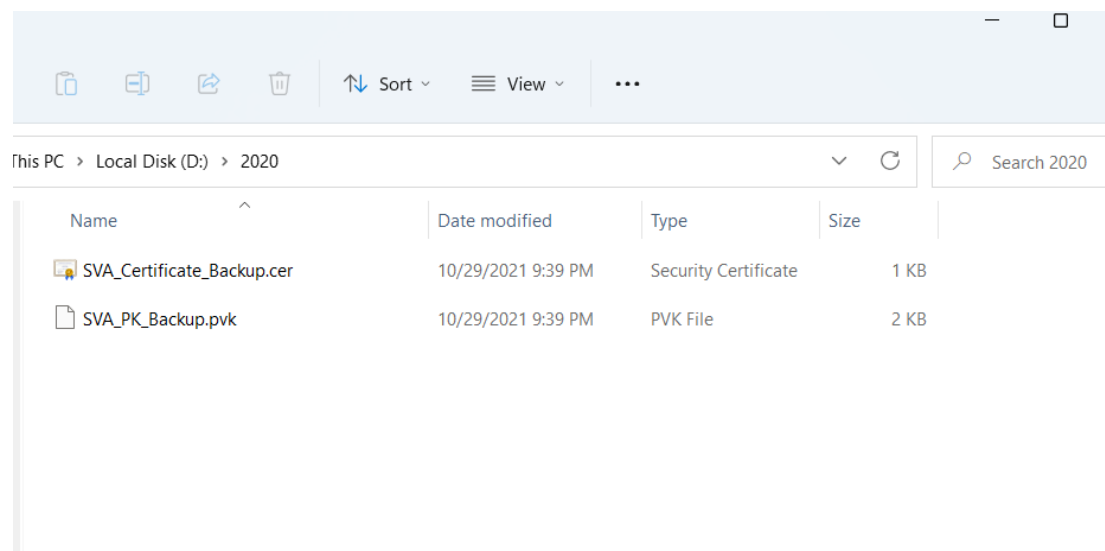 Sort View
This PC > Local Disk (D:) > 2020 Search 2020
Name Date modified Type Size
SVA_Certificate_Backup.cer 10/29/2021 9:39 PM Security Certificate 1 KB
SVA_PK_Backup.pvk 10/29/2021 9:39 PM PVK File 2 KB